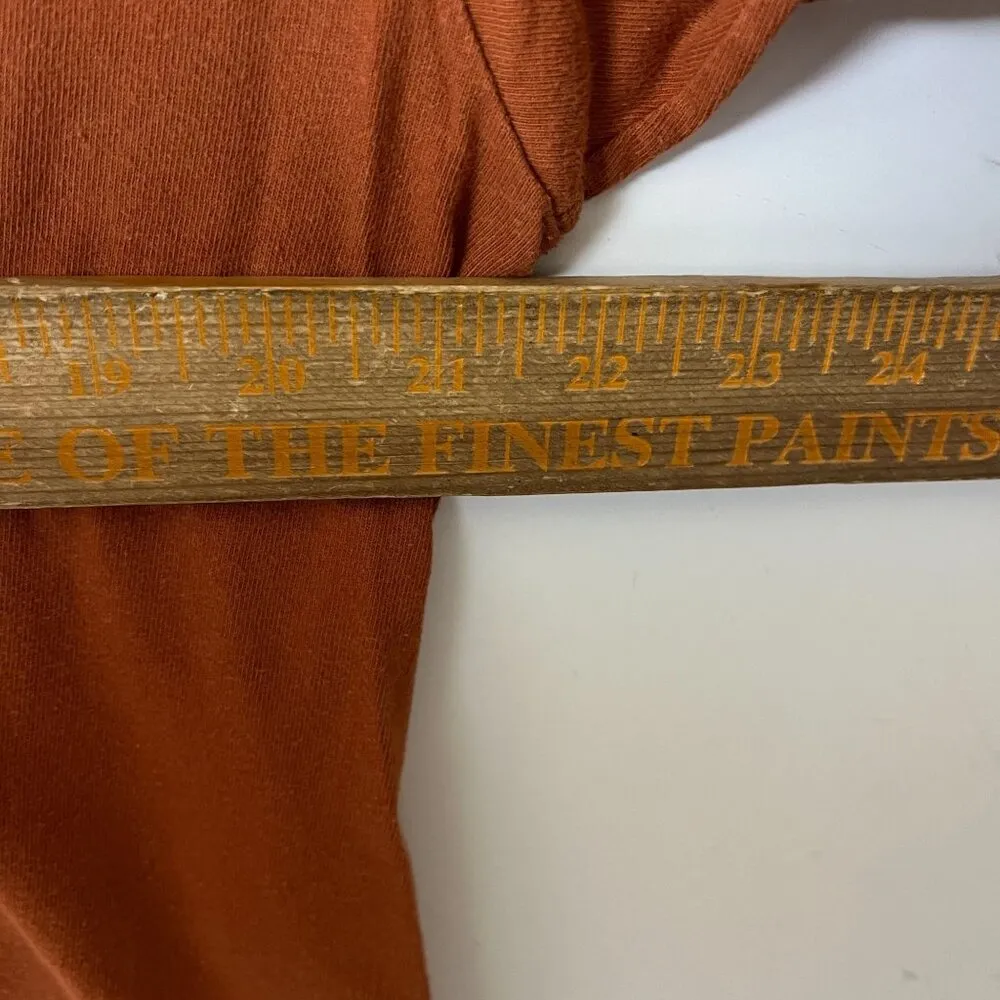 19 20 21 22 23 24
E OF THE FINEST PAINTS